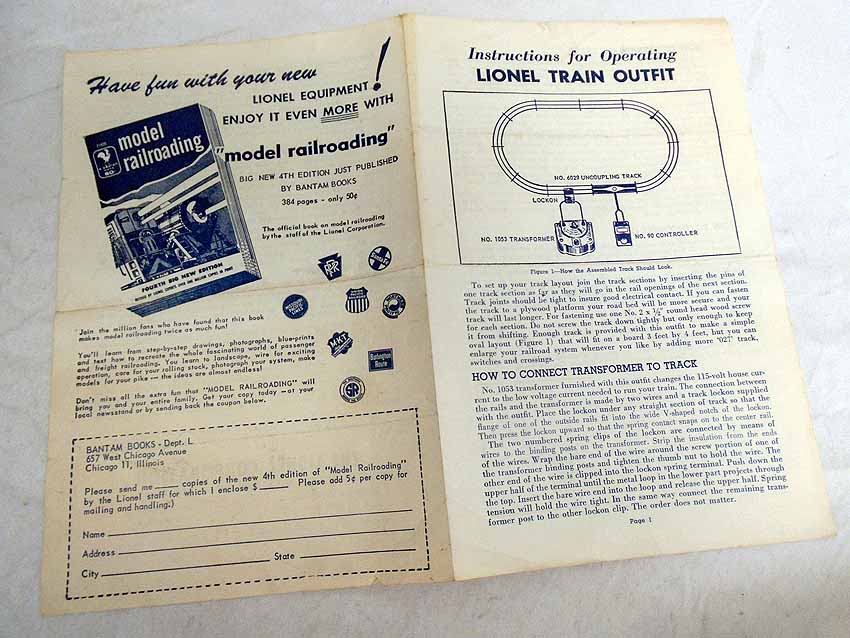 Have fun with your new
LIONEL EQUIPMENT!
ENJOY IT EVEN MORE WITH
"model railroading"
BIG NEW 4TH EDITION JUST PUBLISHED
BY BANTAM BOOKS
384 pages - only 50¢
The official book on model railroading
by the staff of the Lionel Corporation.
model
railroading
FOURTH BIG NEW EDITION
REVISED BY LIONEL EXPERTS OVER ONE MILLION COPIES IN PRINT
PRR
Santa Fe
MISSOURI PACIFIC LINES
UNION PACIFIC
MKT
Burlington
Route
SR
Join the million fans who have found that this book
makes model railroading twice as much fun!
You'll learn from step-by-step drawings, photographs, blue-prints
and text how to recreate the whole fascinating world of passenger
and freight railroading. You learn to landscape, wire for exciting
operation, care for your rolling stock, photograph your system, make
models for your pike — the ideas are almost endless!
Don't miss all the extra fun that "MODEL RAILROADING" will
bring you and your entire family. Get your copy today —at your
local newsstand or by sending back the coupon below.
BANTAM BOOKS - Dept. L
657 West Chicago Avenue
Chicago 11, Illinois
Please send me ____ copies of the new 4th edition of "Model Railroading"
by the Lionel staff for which I enclose $ ____ Please add 5¢ per copy for
mailing and handling.)
Name
Address
City State
Instructions for Operating
LIONEL TRAIN OUTFIT
NO. 6029 UNCOUPLING TRACK
LOCKON
NO. 1053 TRANSFORMER
NO. 90 CONTROLLER
Figure 1—How the Assembled Track Should Look.
To set up your track layout join the track sections by inserting the pins of
one track section as far as they will go in the rail openings of the next section.
Track joints should be tight to insure good electrical contact. If you can fasten
the track to a plywood platform your road bed will be more secure and your
track will last longer. For fastening use one No. 2 x ½" round head wood screw
for each section. Do not screw the track down tightly but only enough to keep
it from shifting. Enough track is provided with this outfit to make a simple
oval layout (Figure 1) that will fit on a board 3 feet by 4 feet, but you can
enlarge your railroad system whenever you like by adding more "027" track,
switches and crossings.
HOW TO CONNECT TRANSFORMER TO TRACK
No. 1053 transformer furnished with this outfit changes the 115-volt house cur-
rent to the low voltage current needed to run your train. The connection between
the rails and the transformer is made by two wires and a track lockon supplied
with the outfit. Place the lockon under any straight section of track so that the
flange of one of the outside rails fit into the wide V-shaped notch of the lockon.
Then press the lockon upward so that the spring contact snaps on to the center rail.
The two numbered spring clips of the lockon are connected by means of
wires to the binding posts on the transformer. Strip the insulation from the ends
of the wires. Wrap the bare end of the wire around the screw portion of one of
the transformer binding posts and tighten the thumb nut to hold the wire. The
other end of the wire is clipped into the lockon spring terminal. Push down the
upper half of the terminal until the metal loop in the lower part projects through
the top. Insert the bare wire end into the loop and release the upper half. Spring
tension will hold the wire tight. In the same way connect the remaining trans-
former post to the other lockon clip. The order does not matter.
Page 1